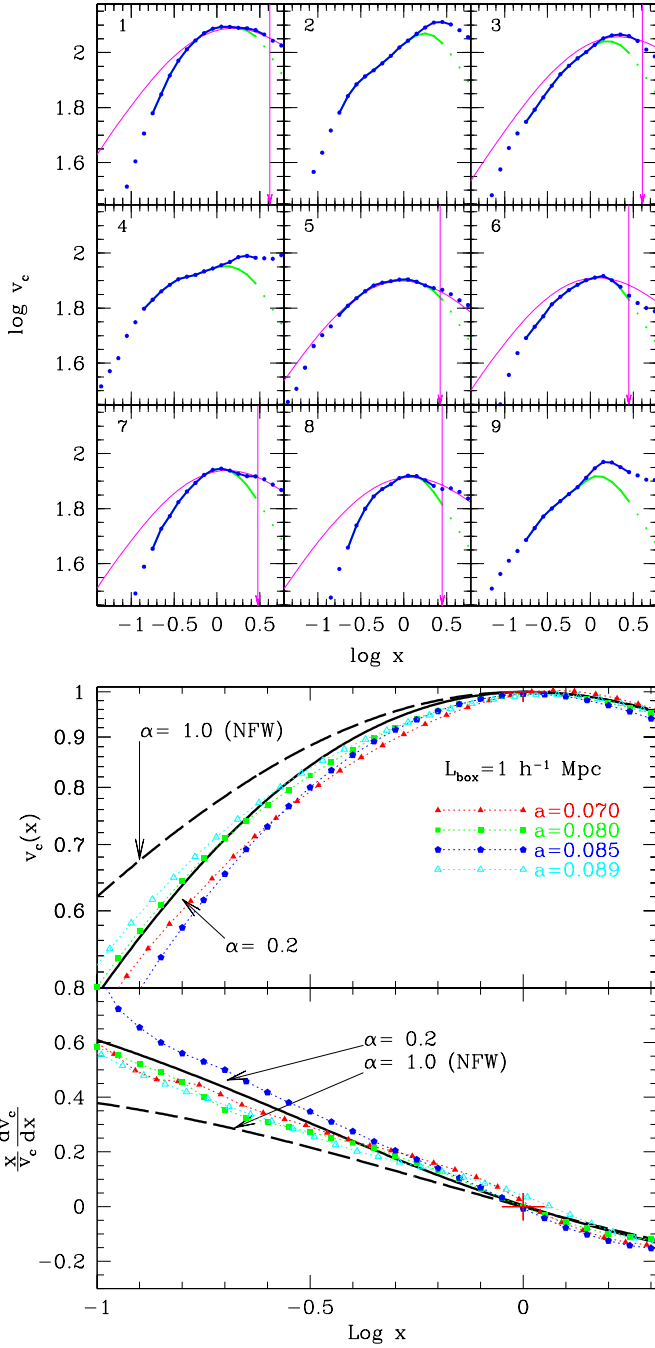 1 2 3
2.2
2
1.8
1.6
4 5 6
2
1.8
1.6
log v_c
7 8 9
2
1.8
1.6
−1 −0.5 0 0.5 −1 −0.5 0 0.5 −1 −0.5 0 0.5
log x
1
α= 1.0 (NFW)
0.9
L_box=1 h⁻¹ Mpc
0.8
a=0.070
v_c(x)
0.7
a=0.080
a=0.085
a=0.089
0.6
α= 0.2
0.8
0.6
α= 0.2
α= 1.0 (NFW)
0.4
x/v_c dv_c/dx
0.2
0
−0.2
−1 −0.5 0
Log x